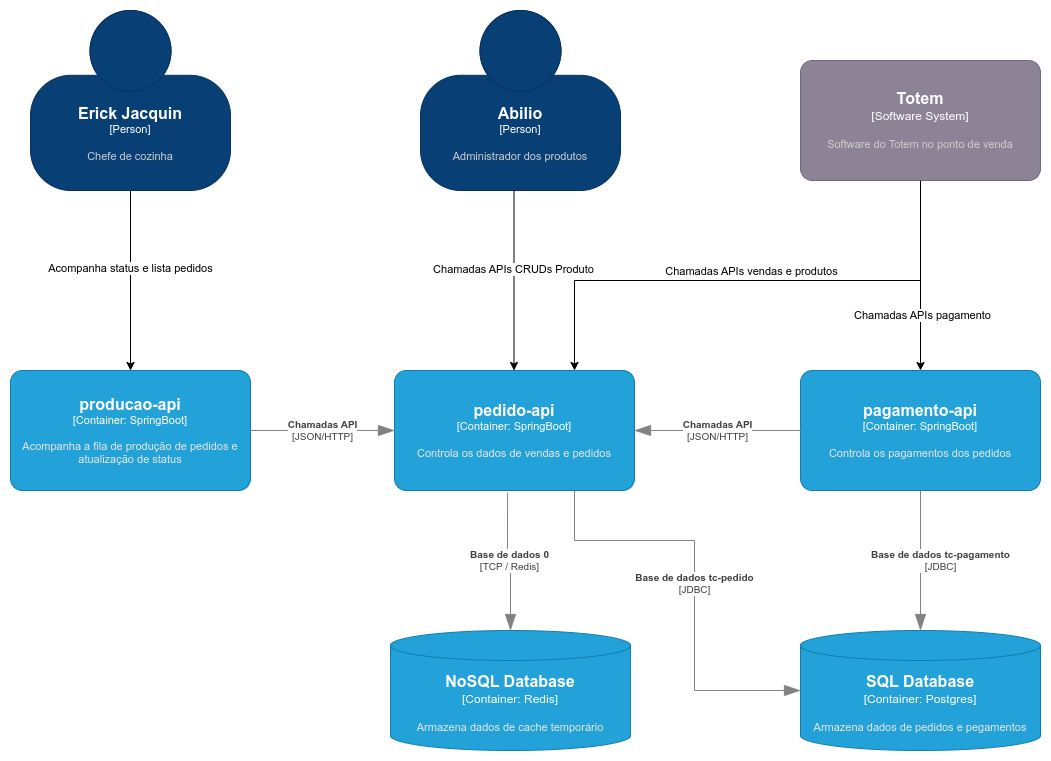 Erick Jacquin
[Person]
Chefe de cozinha
Abilio
[Person]
Administrador dos produtos
Totem
[Software System]
Software do Totem no ponto de venda
Acompanha status e lista pedidos
Chamadas APIs CRUDs Produto
Chamadas APIs vendas e produtos
Chamadas APIs pagamento
producao-api
[Container: SpringBoot]
Acompanha a fila de produção de pedidos e
atualização de status
Chamadas API
[JSON/HTTP]
pedido-api
[Container: SpringBoot]
Controla os dados de vendas e pedidos
Chamadas API
[JSON/HTTP]
pagamento-api
[Container: SpringBoot]
Controla os pagamentos dos pedidos
Base de dados 0
[TCP / Redis]
Base de dados tc-pedido
[JDBC]
Base de dados tc-pagamento
[JDBC]
NoSQL Database
[Container: Redis]
Armazena dados de cache temporário
SQL Database
[Container: Postgres]
Armazena dados de pedidos e pegamentos